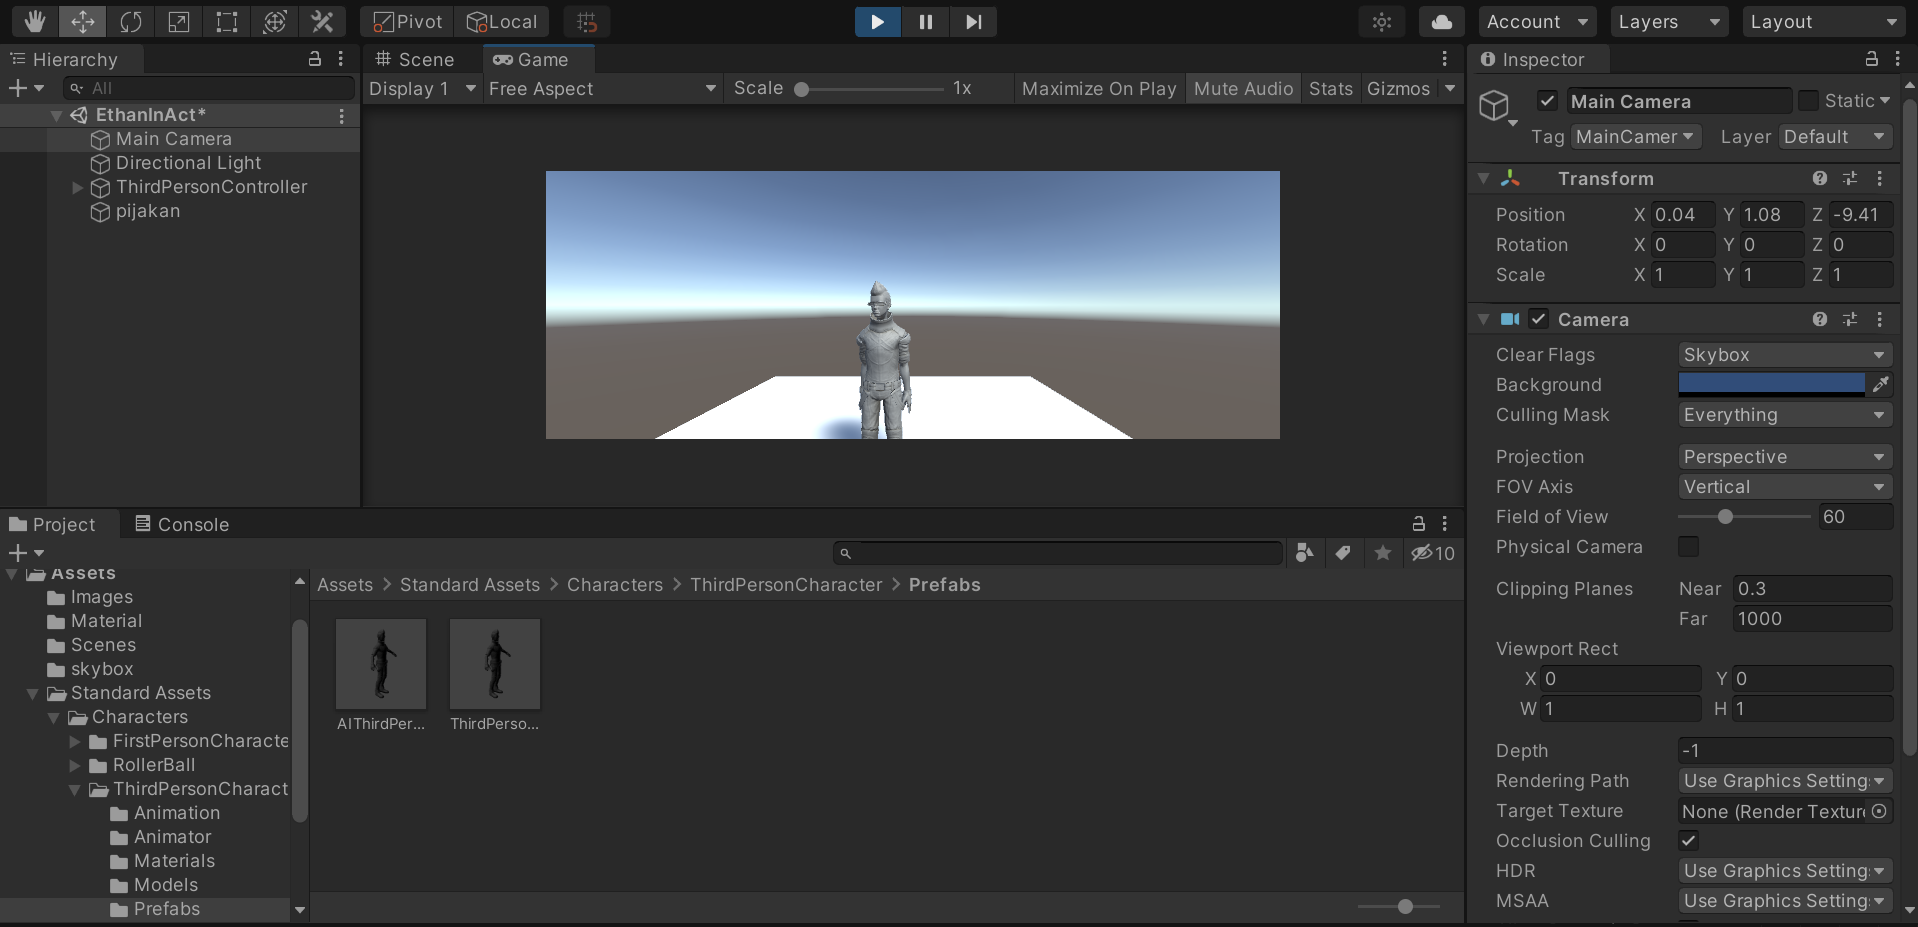 Pivot Local Account Layers Layout
Hierarchy
All
EthanInAct*
Main Camera
Directional Light
ThirdPersonController
pijakan
Scene Game
Display 1 Free Aspect Scale 1x Maximize On Play Mute Audio Stats Gizmos
Project Console
10
Assets
Images
Material
Scenes
skybox
Standard Assets
Characters
FirstPersonCharacte
RollerBall
ThirdPersonCharact
Animation
Animator
Materials
Models
Prefabs
Assets > Standard Assets > Characters > ThirdPersonCharacter > Prefabs
AIThirdPer... ThirdPerso...
Inspector
Main Camera Static
Tag MainCamer Layer Default
Transform
Position X 0.04 Y 1.08 Z -9.41
Rotation X 0 Y 0 Z 0
Scale X 1 Y 1 Z 1
Camera
Clear Flags Skybox
Background
Culling Mask Everything
Projection Perspective
FOV Axis Vertical
Field of View 60
Physical Camera
Clipping Planes Near 0.3
Far 1000
Viewport Rect
X 0 Y 0
W 1 H 1
Depth -1
Rendering Path Use Graphics Setting
Target Texture None (Render Texture
Occlusion Culling
HDR Use Graphics Setting
MSAA Use Graphics Setting